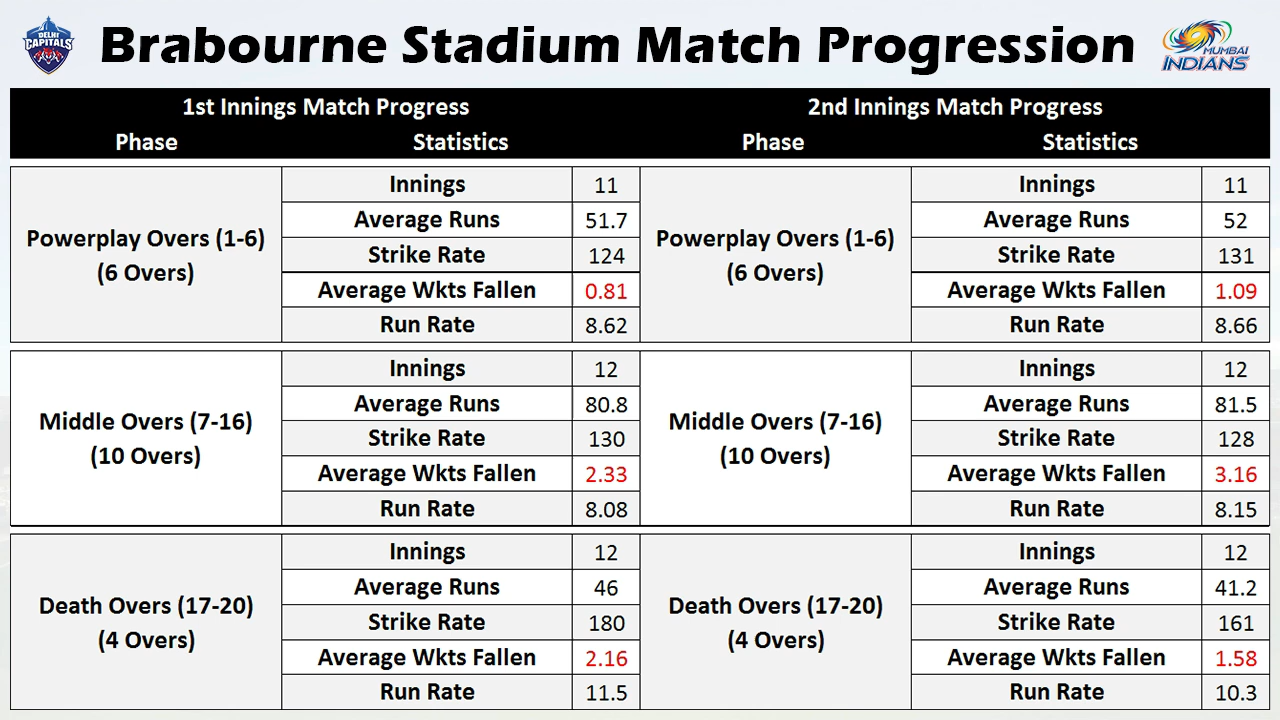 DELHI
CAPITALS
Brabourne Stadium Match Progression
MUMBAI
INDIANS
1st Innings Match Progress 2nd Innings Match Progress
Phase Statistics Phase Statistics
Powerplay Overs (1-6)
(6 Overs)
Innings 11
Average Runs 51.7
Strike Rate 124
Average Wkts Fallen 0.81
Run Rate 8.62
Powerplay Overs (1-6)
(6 Overs)
Innings 11
Average Runs 52
Strike Rate 131
Average Wkts Fallen 1.09
Run Rate 8.66
Middle Overs (7-16)
(10 Overs)
Innings 12
Average Runs 80.8
Strike Rate 130
Average Wkts Fallen 2.33
Run Rate 8.08
Middle Overs (7-16)
(10 Overs)
Innings 12
Average Runs 81.5
Strike Rate 128
Average Wkts Fallen 3.16
Run Rate 8.15
Death Overs (17-20)
(4 Overs)
Innings 12
Average Runs 46
Strike Rate 180
Average Wkts Fallen 2.16
Run Rate 11.5
Death Overs (17-20)
(4 Overs)
Innings 12
Average Runs 41.2
Strike Rate 161
Average Wkts Fallen 1.58
Run Rate 10.3